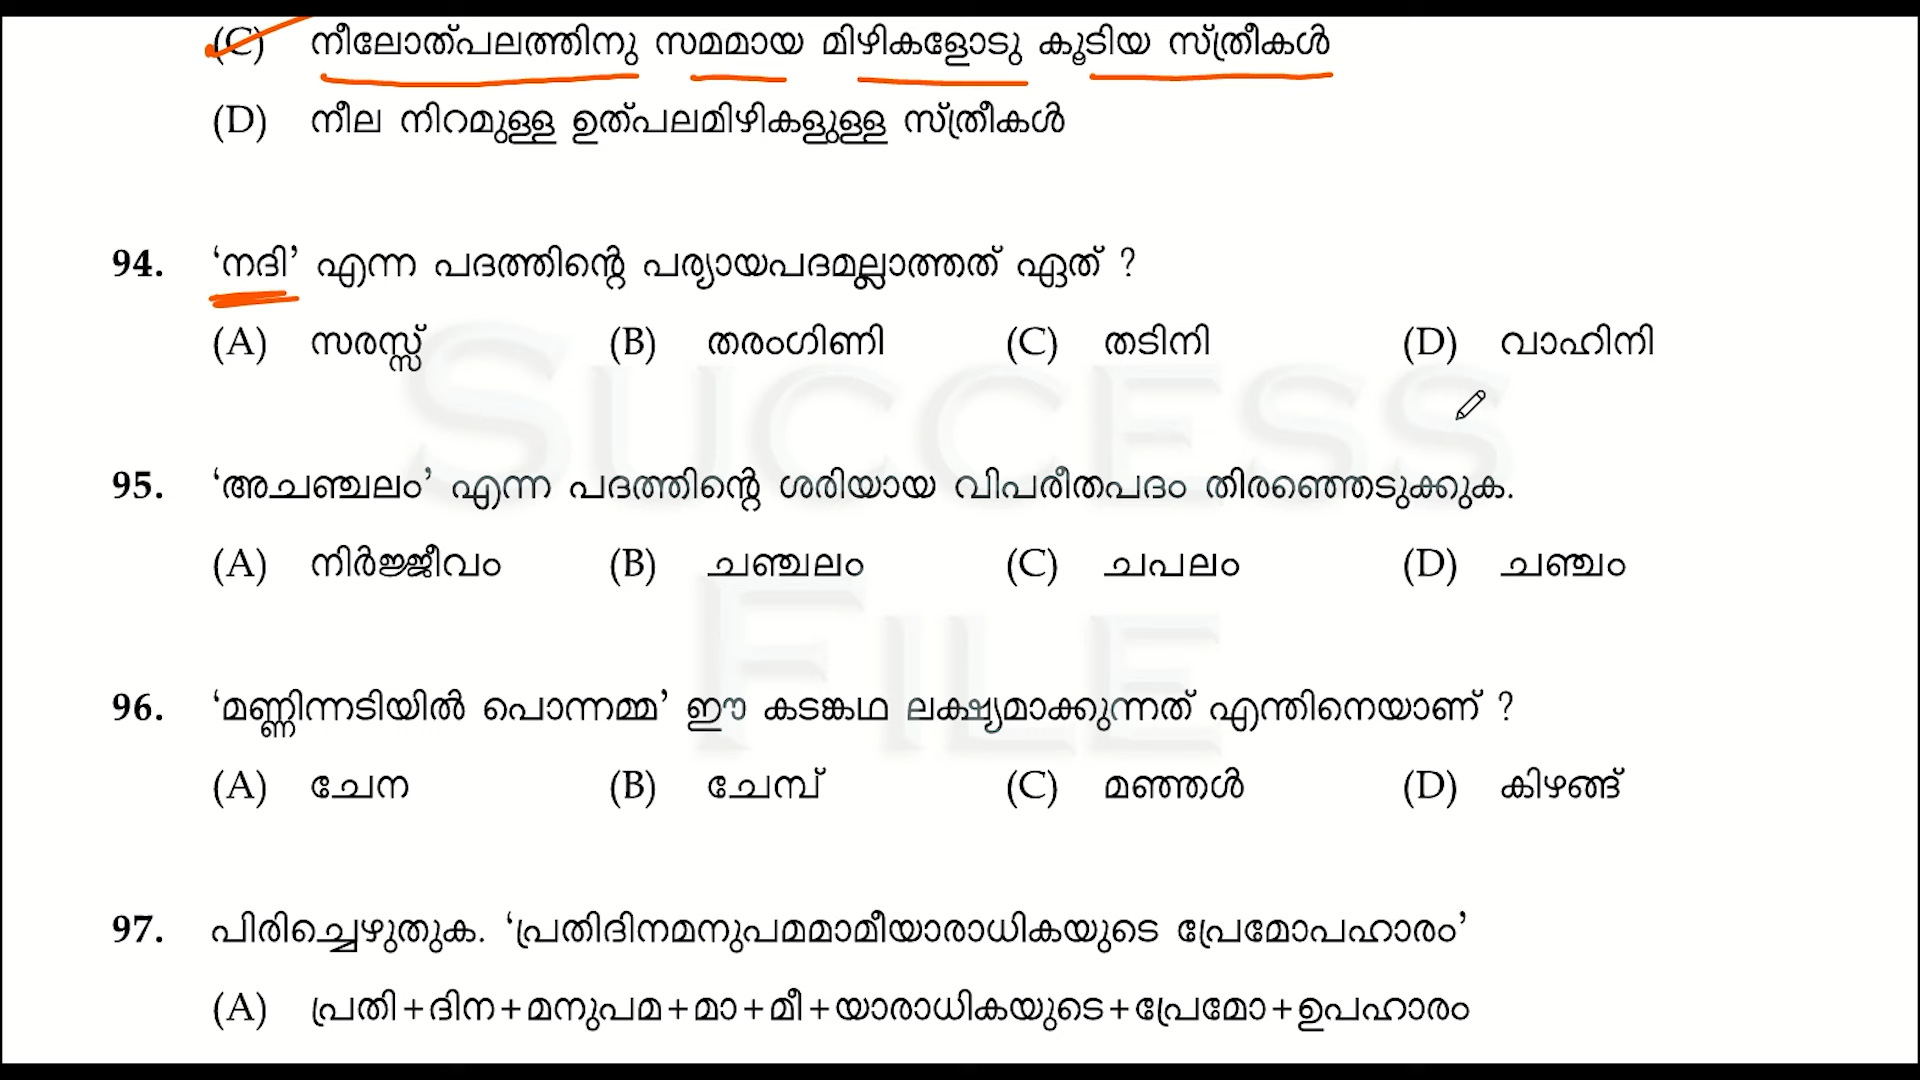 (C) നീലോത്പലത്തിനു സമമായ മിഴികളോടു കൂടിയ സ്ത്രീകൾ
(D) നീല നിറമുള്ള ഉത്പലമിഴികളുള്ള സ്ത്രീകൾ
94. ‘നദി’ എന്ന പദത്തിന്റെ പര്യായപദമല്ലാത്തത് ഏത് ?
(A) സരസ്സ് (B) തരംഗിണി (C) തടിനി (D) വാഹിനി
95. ‘അചഞ്ചലം’ എന്ന പദത്തിന്റെ ശരിയായ വിപരീതപദം തിരഞ്ഞെടുക്കുക.
(A) നിർജ്ജീവം (B) ചഞ്ചലം (C) ചപലം (D) ചഞ്ചം
96. ‘മണ്ണിന്നടിയിൽ പൊന്നമ്മ’ ഈ കടങ്കഥ ലക്ഷ്യമാക്കുന്നത് എന്തിനെയാണ് ?
(A) ചേന (B) ചേമ്പ് (C) മഞ്ഞൾ (D) കിഴങ്ങ്
97. പിരിച്ചെഴുതുക. ‘പ്രതിദിനമനുപമമാമീയാരാധികയുടെ പ്രേമോപഹാരം’
(A) പ്രതി+ദിന+മനുപമ+മാ+മീ+യാരാധികയുടെ+പ്രേമോ+ഉപഹാരം
SUCCESS
FILE